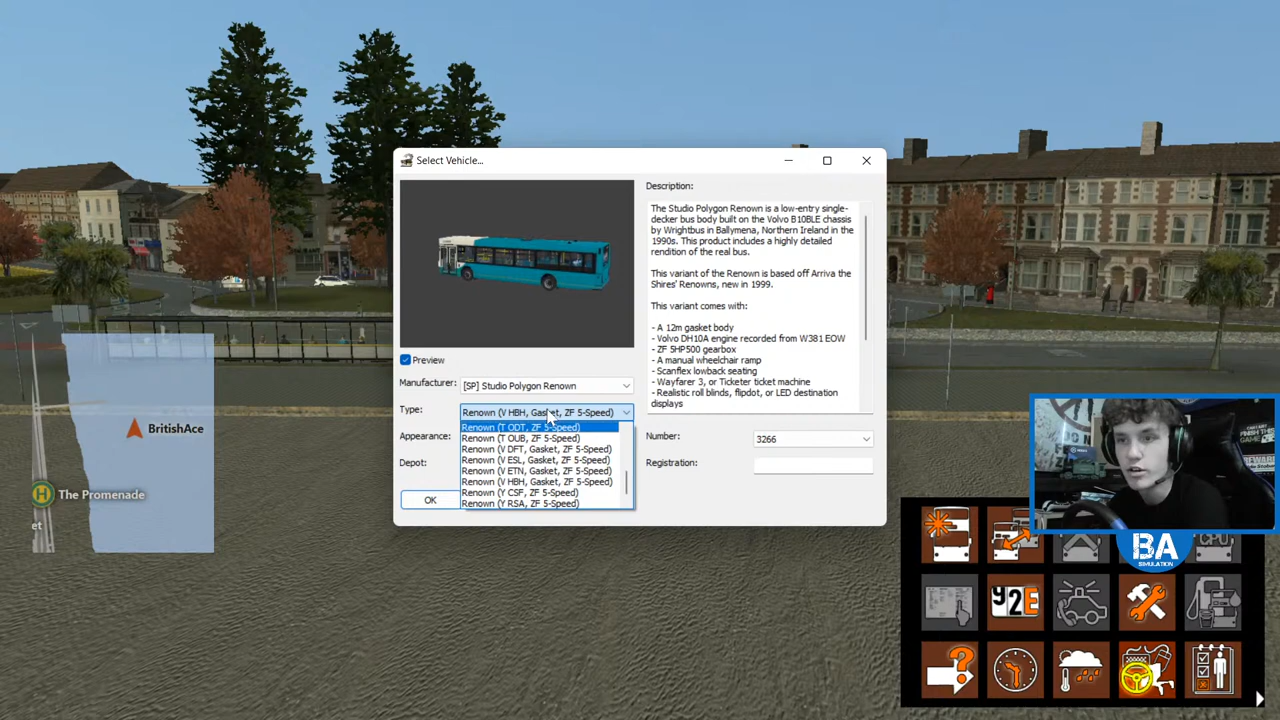 Select Vehicle...
Description:
The Studio Polygon Renown is a low-entry single-
decker bus body built on the Volvo B10BLE chassis
by Wrightbus in Ballymena, Northern Ireland in the
1990s. This product includes a highly detailed
rendition of the real bus.
This variant of the Renown is based off Arriva the
Shires' Renowns, new in 1999.
This variant comes with:
- A 12m gasket body
- Volvo DH10A engine recorded from W381 EOW
- ZF 5HP500 gearbox
- A manual wheelchair ramp
- Scanflex lowback seating
- Wayfarer 3, or Ticketer ticket machine
- Realistic roll blinds, flipdot, or LED destination
displays
Preview
Manufacturer: [SP] Studio Polygon Renown
Type: Renown (V HBH, Gasket, ZF 5-Speed)
Renown (T ODT, ZF 5-Speed)
Renown (T OUB, ZF 5-Speed)
Renown (V DFT, Gasket, ZF 5-Speed)
Renown (V ESL, Gasket, ZF 5-Speed)
Renown (V ETN, Gasket, ZF 5-Speed)
Renown (V HBH, Gasket, ZF 5-Speed)
Renown (Y CSF, ZF 5-Speed)
Renown (Y RSA, ZF 5-Speed)
Appearance:
Depot:
OK
Number: 3266
Registration:
BritishAce
H The Promenade
et
BA
SIMULATION
92E